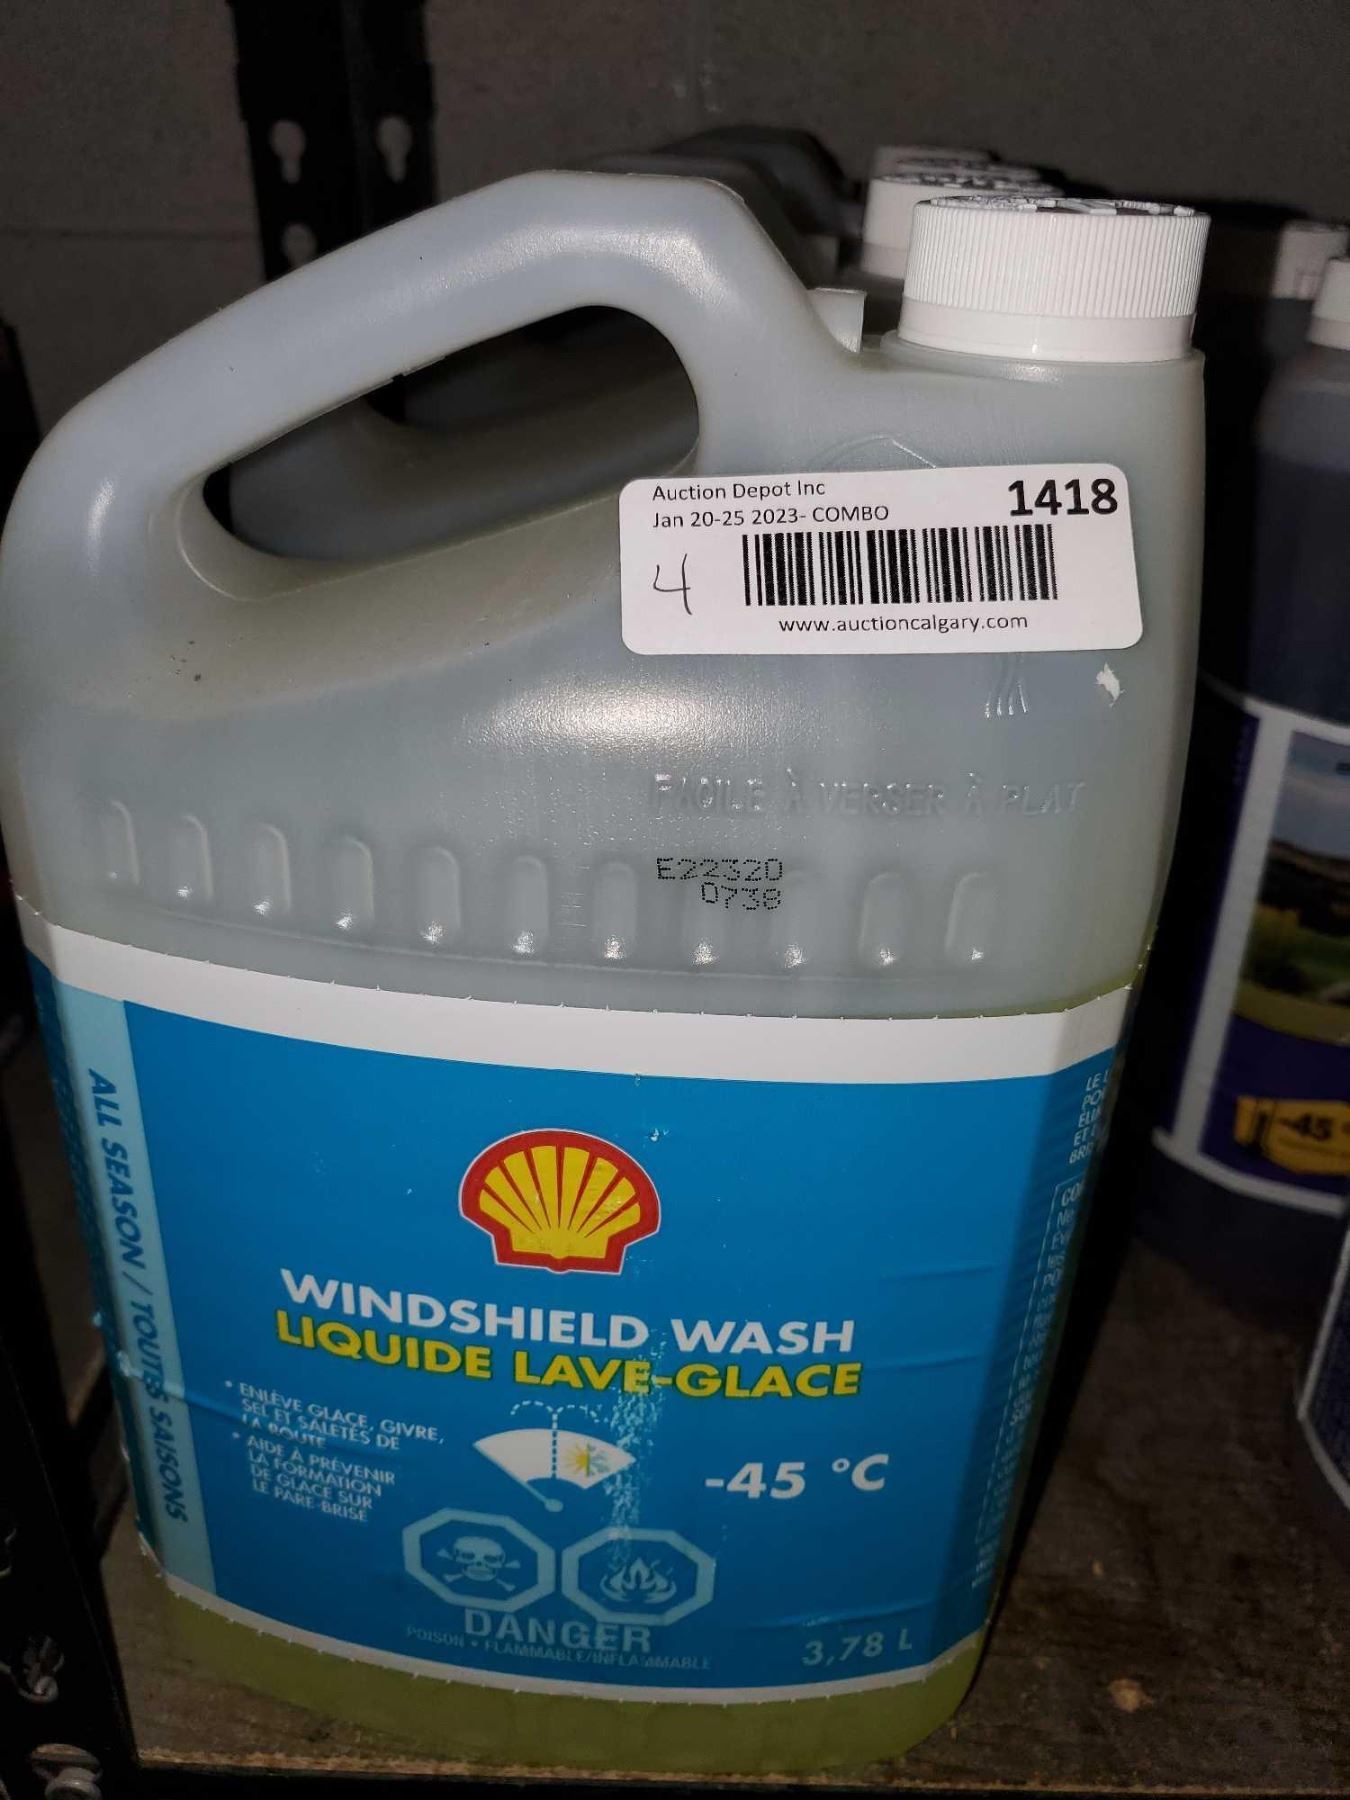 Auction Depot Inc
1418
Jan 20-25 2023- COMBO
4
www.auctioncalgary.com
FACILE À VERSER À PLAT
E22320
0738
ALL SEASON / TOUTES SAISONS
WINDSHIELD WASH
LIQUIDE LAVE-GLACE
• ENLÈVE GLACE, GIVRE,
SEL ET SALETÉS DE
LA ROUTE
• AIDE À PRÉVENIR
LA FORMATION
DE GLACE SUR
LE PARE-BRISE
-45 °C
DANGER
POISON • FLAMMABLE/INFLAMMABLE
3,78 L
-45